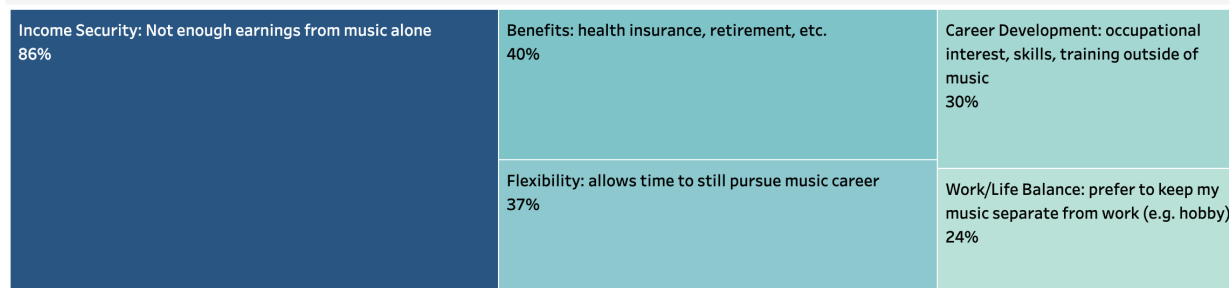 Income Security: Not enough earnings from music alone
86%
Benefits: health insurance, retirement, etc.
40%
Flexibility: allows time to still pursue music career
37%
Career Development: occupational
interest, skills, training outside of
music
30%
Work/Life Balance: prefer to keep my
music separate from work (e.g. hobby)
24%